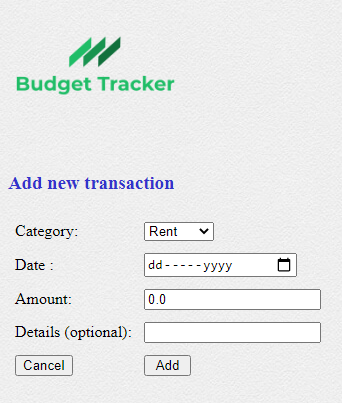 Budget Tracker
Add new transaction
Category: Rent
Date : dd-----yyyy
Amount: 0.0
Details (optional):
Cancel Add